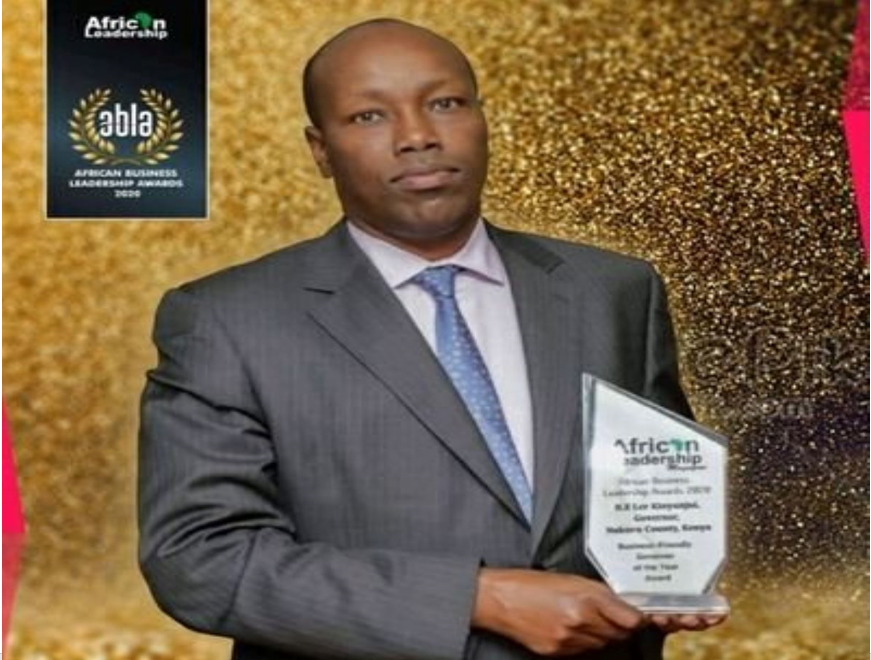 African
Leadership
abla
AFRICAN BUSINESS
LEADERSHIP AWARDS
2020
African
Leadership
African Business
Leadership Awards 2020
H.E Lee Kinyanjui,
Governor,
Nakuru County, Kenya
Business-Friendly
Governor
of the Year
Award